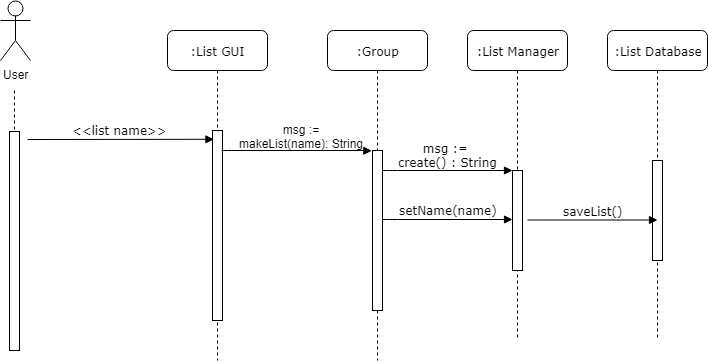 User
:List GUI
:Group
:List Manager
:List Database
<<list name>>
msg :=
makeList(name): String
msg :=
create() : String
setName(name)
saveList()